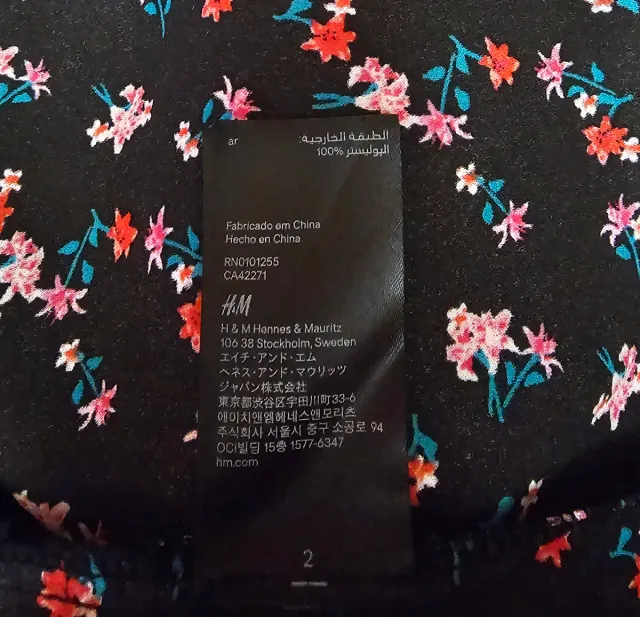 ar
الطبقة الخارجية:
البوليستر %100
Fabricado em China
Hecho en China
RN0101255
CA42271
H&M
H & M Hennes & Mauritz
106 38 Stockholm, Sweden
エイチ・アンド・エム
ヘネス・アンド・マウリッツ
ジャパン株式会社
東京都渋谷区宇田川町33-6
에이치앤엠헤네스앤모리츠
주식회사 서울시 중구 소공로 94
OCI빌딩 15층 1577-6347
hm.com
2